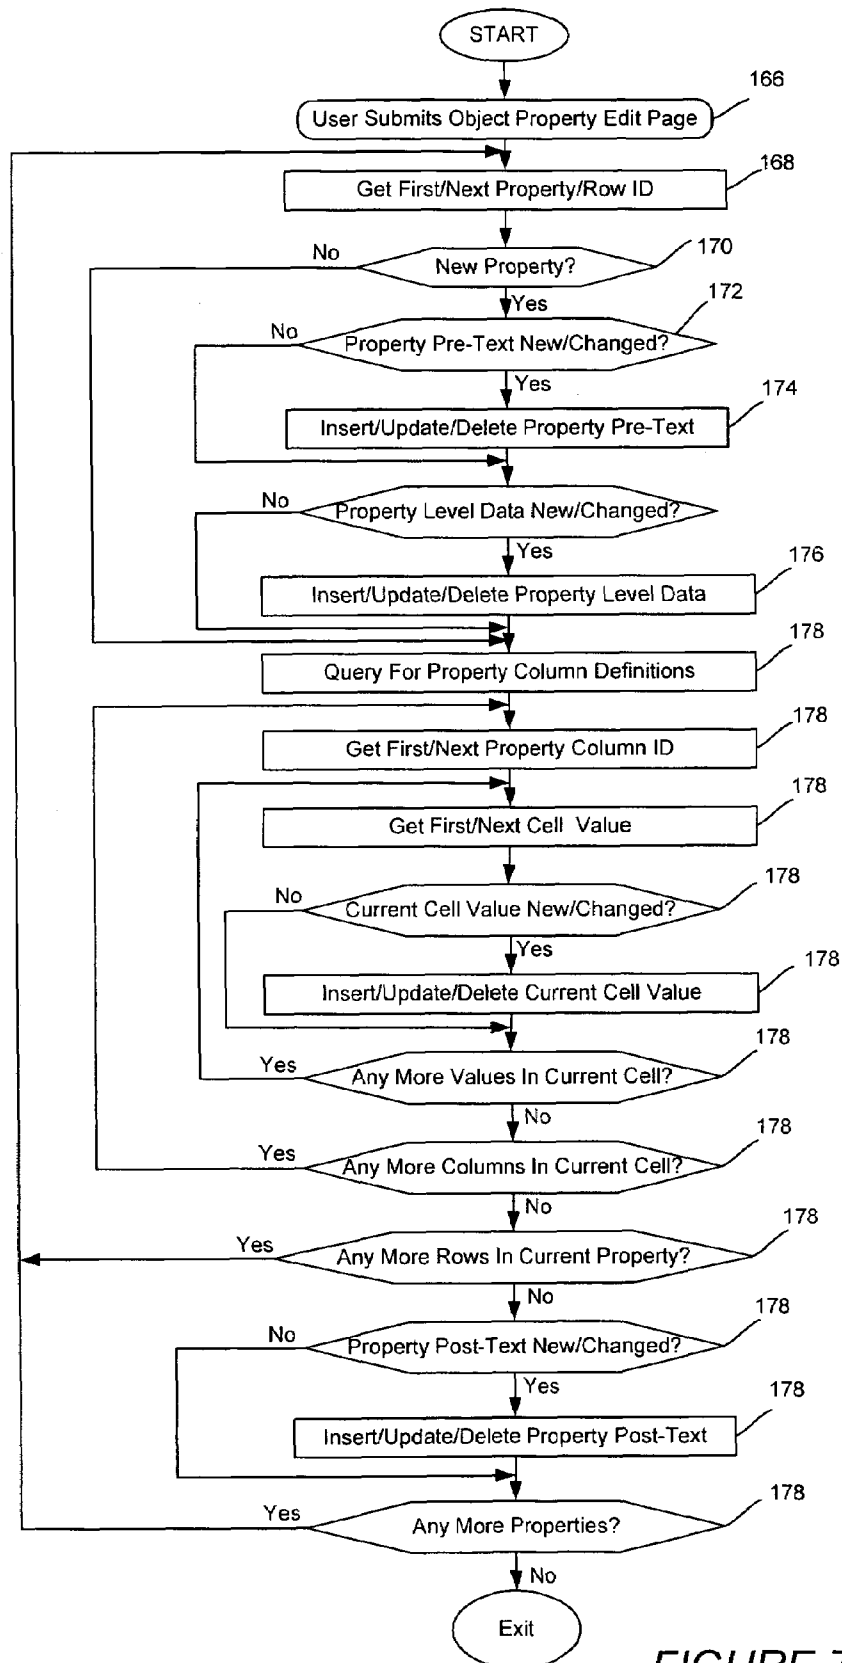 START
166
User Submits Object Property Edit Page
168
Get First/Next Property/Row ID
No
170
New Property?
Yes
172
No
Property Pre-Text New/Changed?
Yes
174
Insert/Update/Delete Property Pre-Text
No
Property Level Data New/Changed?
Yes
176
Insert/Update/Delete Property Level Data
178
Query For Property Column Definitions
178
Get First/Next Property Column ID
178
Get First/Next Cell Value
178
No
Current Cell Value New/Changed?
Yes
178
Insert/Update/Delete Current Cell Value
178
Yes
Any More Values In Current Cell?
No
178
Yes
Any More Columns In Current Cell?
No
178
Yes
Any More Rows In Current Property?
No
178
No
Property Post-Text New/Changed?
Yes
178
Insert/Update/Delete Property Post-Text
178
Yes
Any More Properties?
No
Exit
FIGURE 7